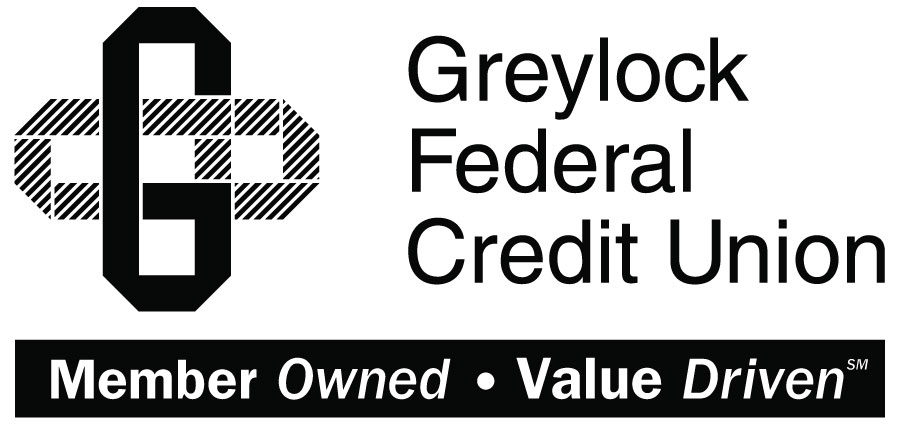 G
Greylock
Federal
Credit Union
Member Owned • Value Driven℠